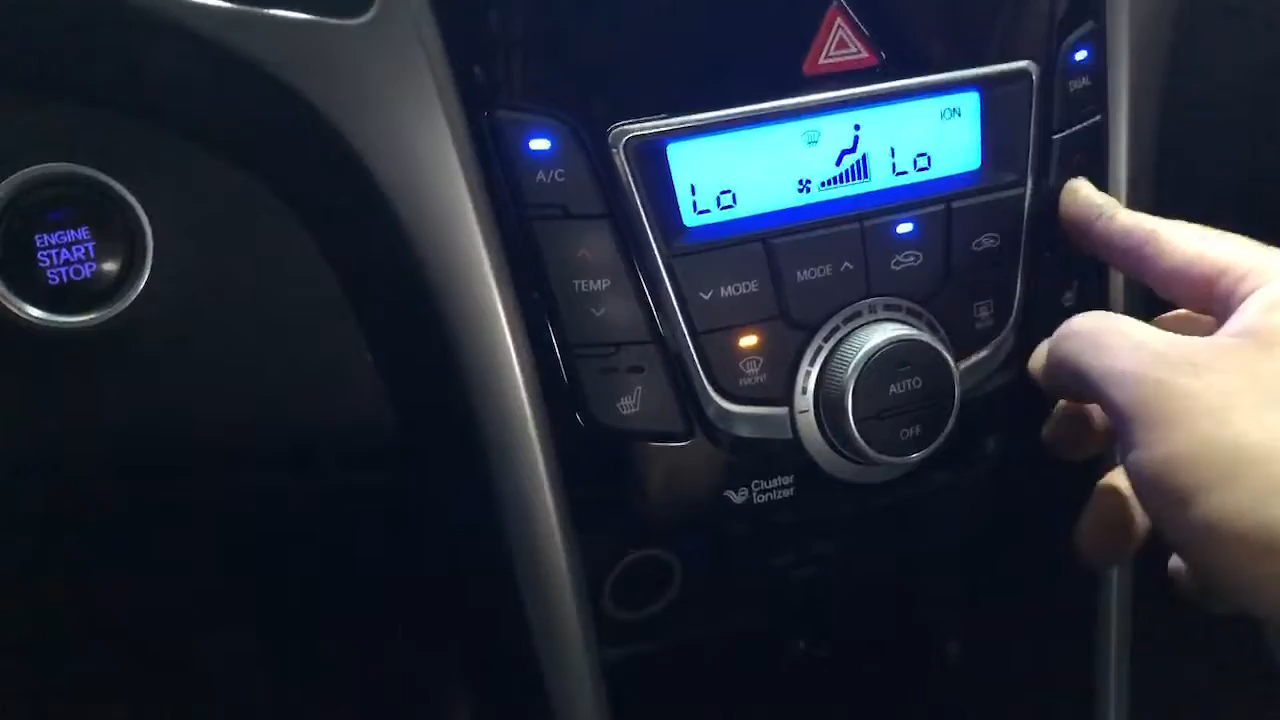 ENGINE
START
STOP
A/C
TEMP
ION
Lo
Lo
DUAL
MODE
MODE
FRONT
AUTO
OFF
Cluster
Ionizer